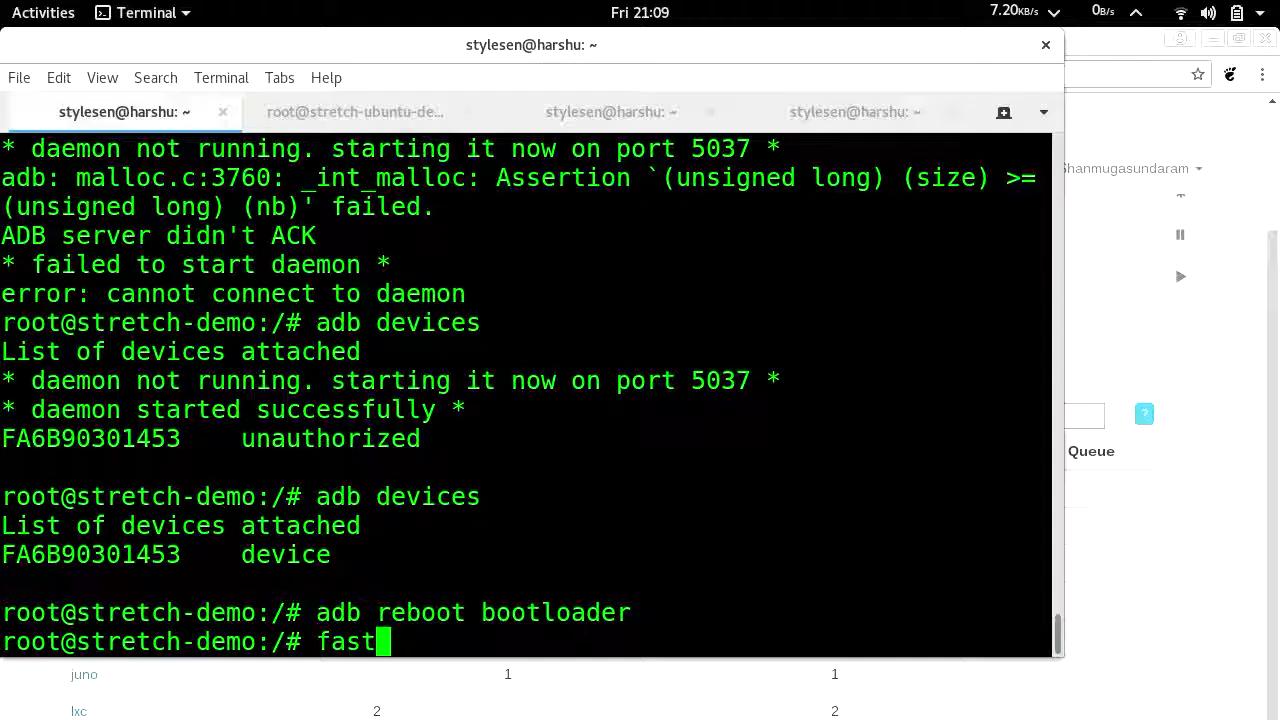 Activities Terminal Fri 21:09 7.20KB/s 0B/s
stylesen@harshu: ~
File Edit View Search Terminal Tabs Help
stylesen@harshu: ~ root@stretch-ubuntu-de... stylesen@harshu: ~ stylesen@harshu: ~
* daemon not running. starting it now on port 5037 *
adb: malloc.c:3760: _int_malloc: Assertion `(unsigned long) (size) >=
(unsigned long) (nb)' failed.
ADB server didn't ACK
* failed to start daemon *
error: cannot connect to daemon
root@stretch-demo:/# adb devices
List of devices attached
* daemon not running. starting it now on port 5037 *
* daemon started successfully *
FA6B90301453 unauthorized
root@stretch-demo:/# adb devices
List of devices attached
FA6B90301453 device
root@stretch-demo:/# adb reboot bootloader
root@stretch-demo:/# fast
hanmugasundaram
?
Queue
juno 1 1
lxc 2 2